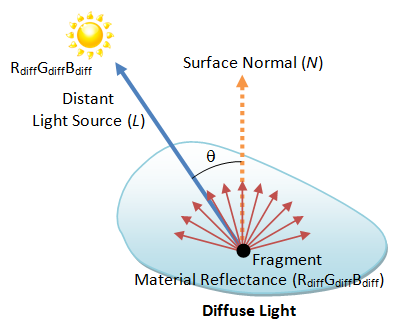 RdiffGdiffBdiff
Surface Normal (N)
Distant
Light Source (L)
θ
Fragment
Material Reflectance (RdiffGdiffBdiff)
Diffuse Light